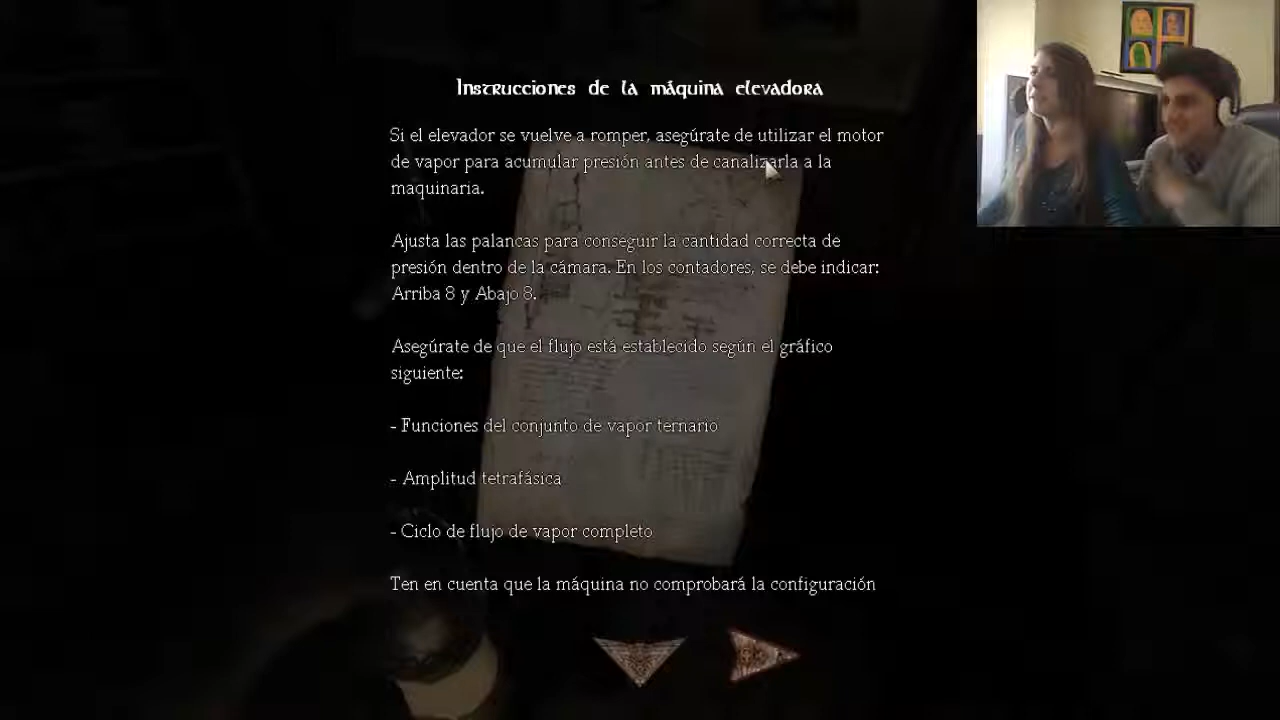 Instrucciones de la máquina elevadora
Si el elevador se vuelve a romper, asegúrate de utilizar el motor
de vapor para acumular presión antes de canalizarla a la
maquinaria.
Ajusta las palancas para conseguir la cantidad correcta de
presión dentro de la cámara. En los contadores, se debe indicar:
Arriba 8 y Abajo 8.
Asegúrate de que el flujo está establecido según el gráfico
siguiente:
- Funciones del conjunto de vapor ternario
- Amplitud tetrafásica
- Ciclo de flujo de vapor completo
Ten en cuenta que la máquina no comprobará la configuración